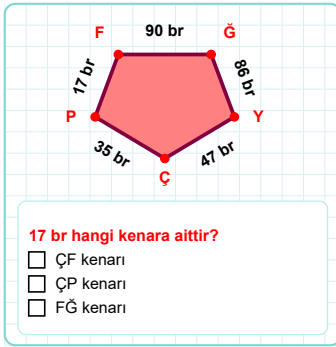 90 br
F
Ğ
17 br
86 br
P
Y
35 br
47 br
Ç
17 br hangi kenara aittir?
ÇF kenarı
ÇP kenarı
FĞ kenarı